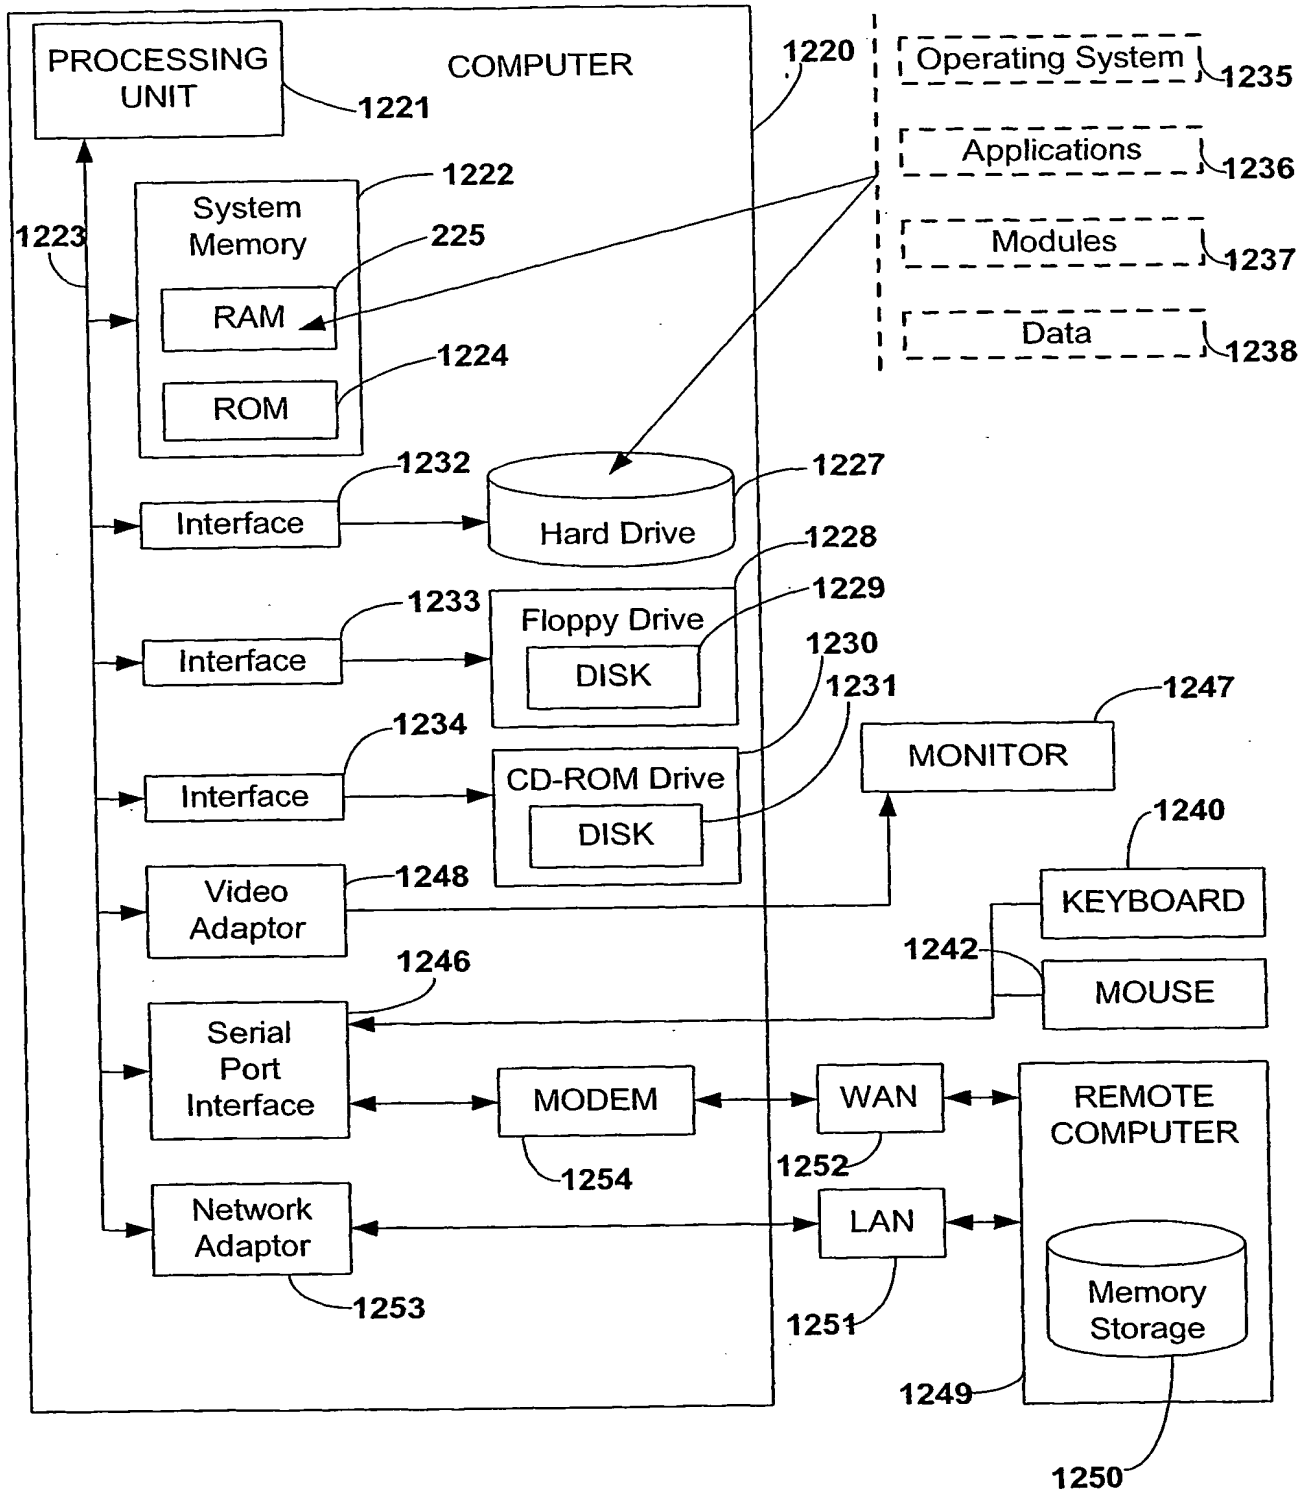 PROCESSING
UNIT
COMPUTER
1220
1221
Operating System
1235
Applications
1236
Modules
1237
Data
1238
1222
System
Memory
1223
225
RAM
1224
ROM
1232
Interface
1227
Hard Drive
1228
1229
1233
Floppy Drive
Interface
DISK
1230
1231
1234
CD-ROM Drive
Interface
DISK
1247
MONITOR
1240
KEYBOARD
1248
Video
Adaptor
1242
MOUSE
1246
Serial
Port
Interface
MODEM
1254
WAN
1252
REMOTE
COMPUTER
Network
Adaptor
1253
LAN
1251
Memory
Storage
1249
1250